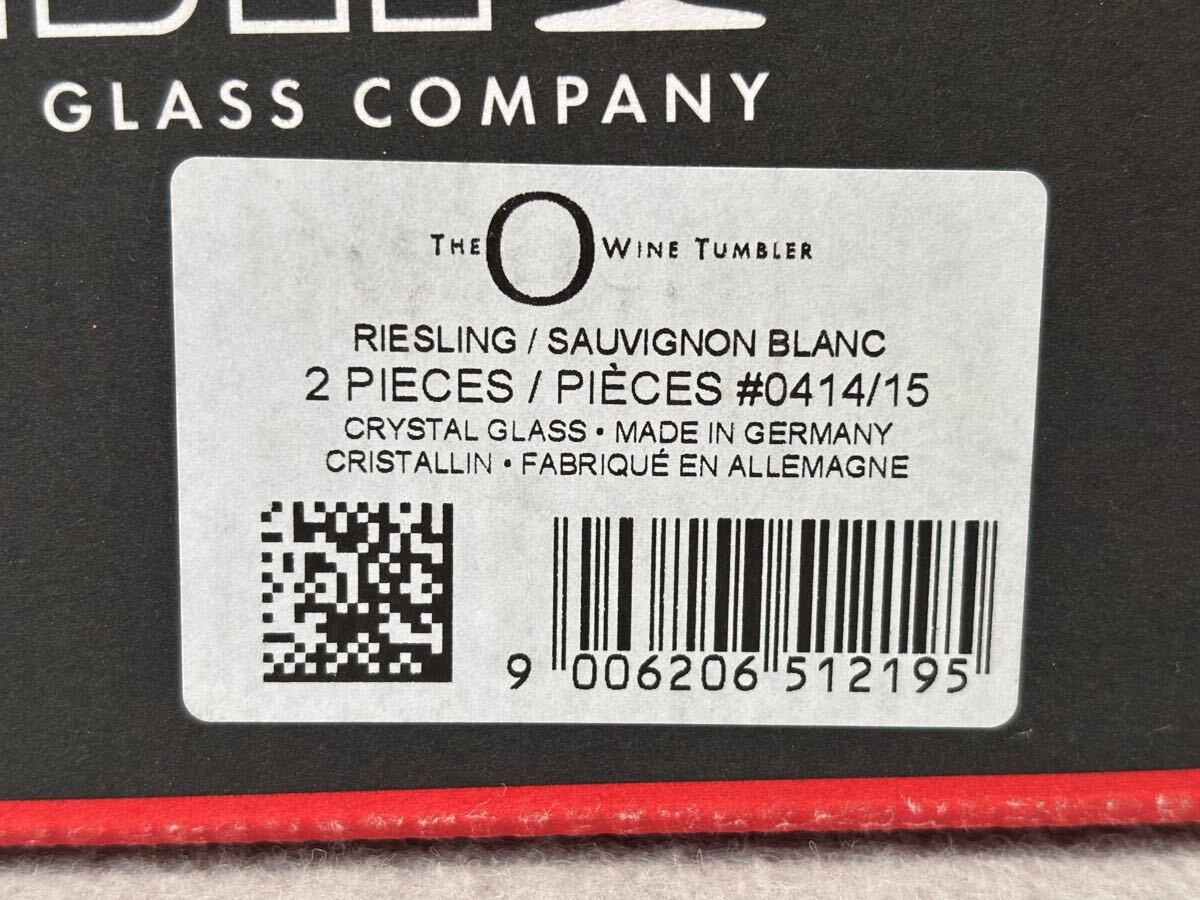 GLASS COMPANY
THE O WINE TUMBLER
RIESLING / SAUVIGNON BLANC
2 PIECES / PIÈCES #0414/15
CRYSTAL GLASS • MADE IN GERMANY
CRISTALLIN • FABRIQUÉ EN ALLEMAGNE
9 006206 512195